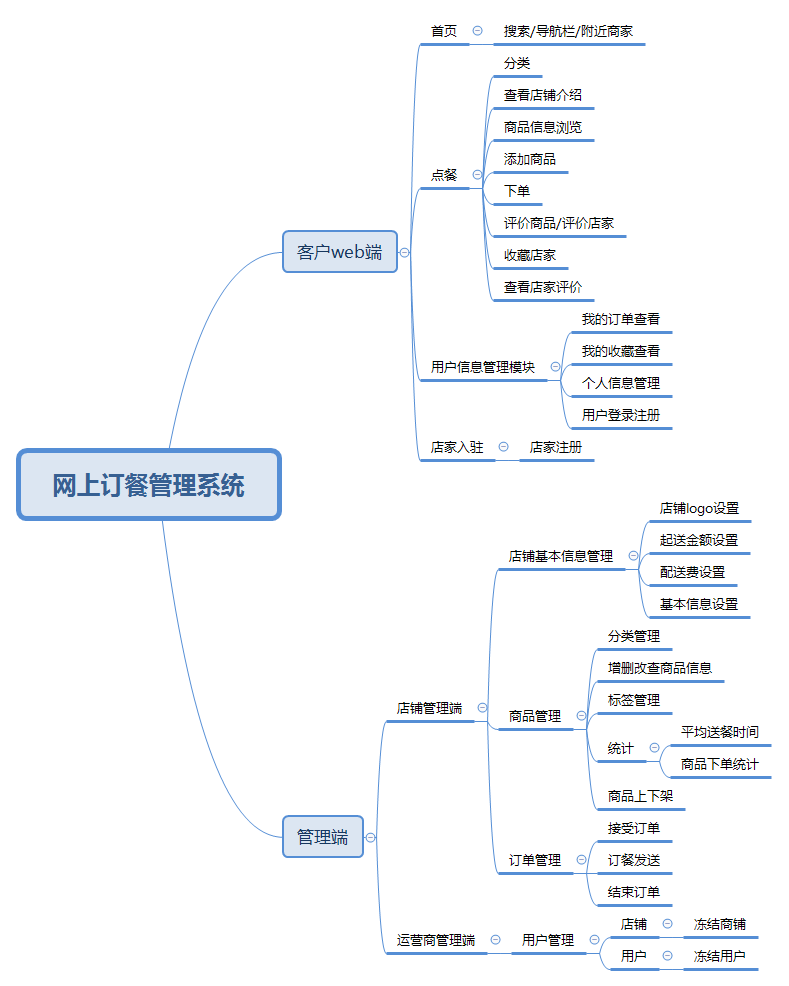 网上订餐管理系统
客户web端
首页
搜索/导航栏/附近商家
点餐
分类
查看店铺介绍
商品信息浏览
添加商品
下单
评价商品/评价店家
收藏店家
查看店家评价
用户信息管理模块
我的订单查看
我的收藏查看
个人信息管理
用户登录注册
店家入驻
店家注册
管理端
店铺管理端
店铺基本信息管理
店铺logo设置
起送金额设置
配送费设置
基本信息设置
商品管理
分类管理
增删改查商品信息
标签管理
统计
平均送餐时间
商品下单统计
商品上下架
订单管理
接受订单
订餐发送
结束订单
运营商管理端
用户管理
店铺
冻结商铺
用户
冻结用户